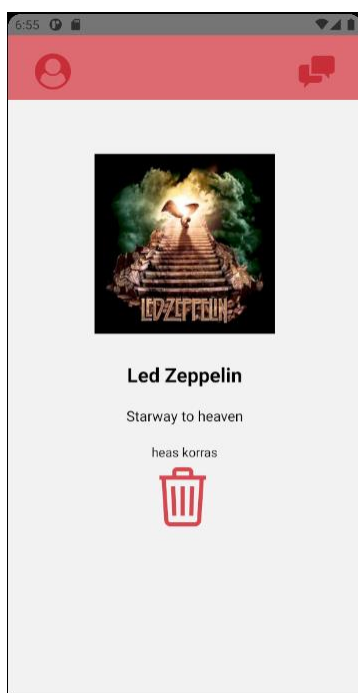 6:55
LED-ZEPPELIN
Led Zeppelin
Starway to heaven
heas korras